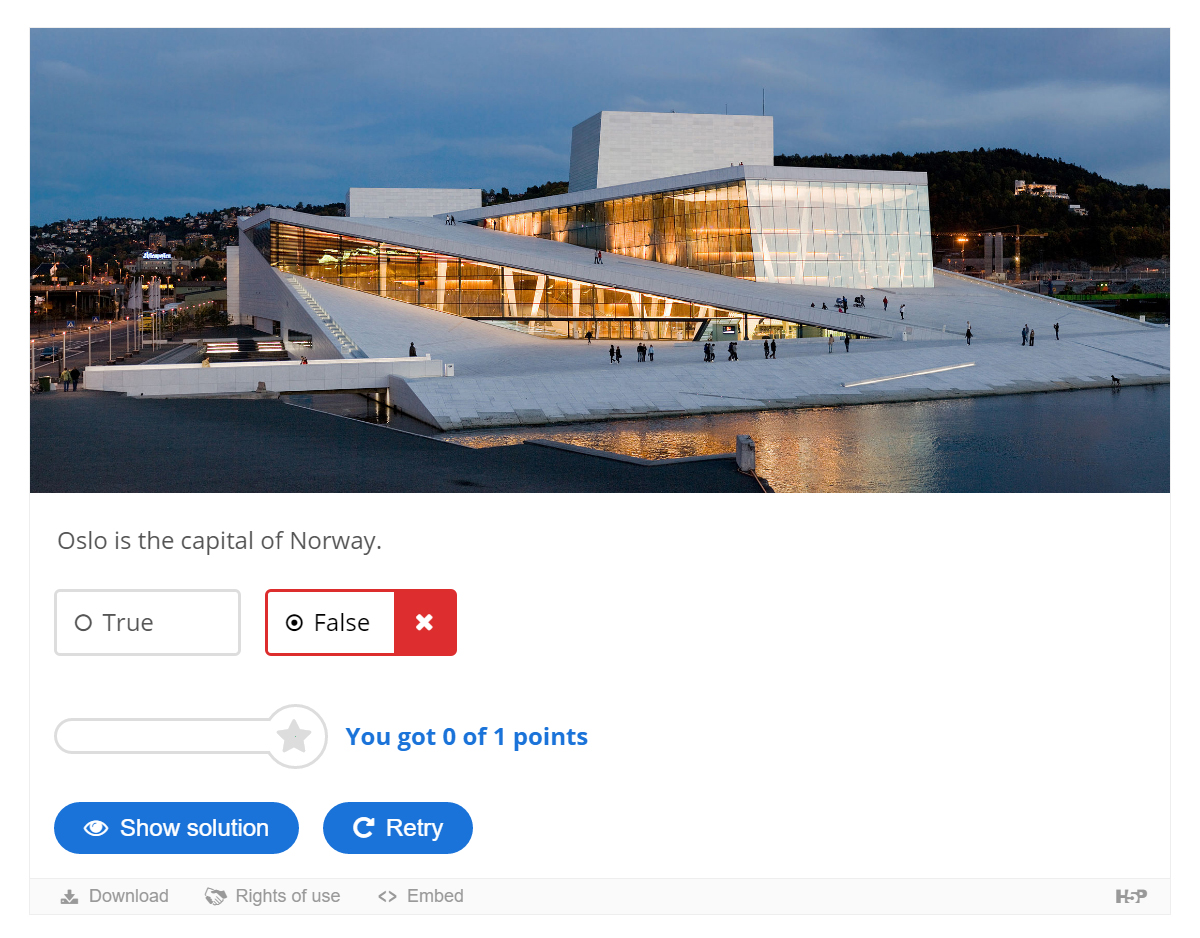 Oslo is the capital of Norway.
True
False
You got 0 of 1 points
Show solution
Retry
Download
Rights of use
Embed
H5P